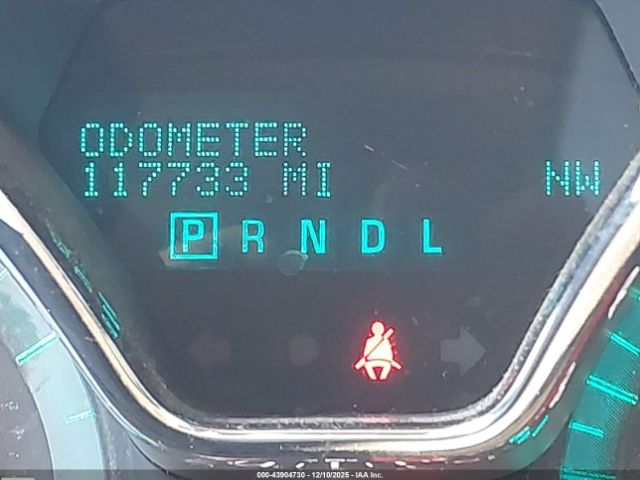 ODOMETER
117733 MI NW
P R N D L
000-43904730 - 12/10/2025 - IAA Inc.